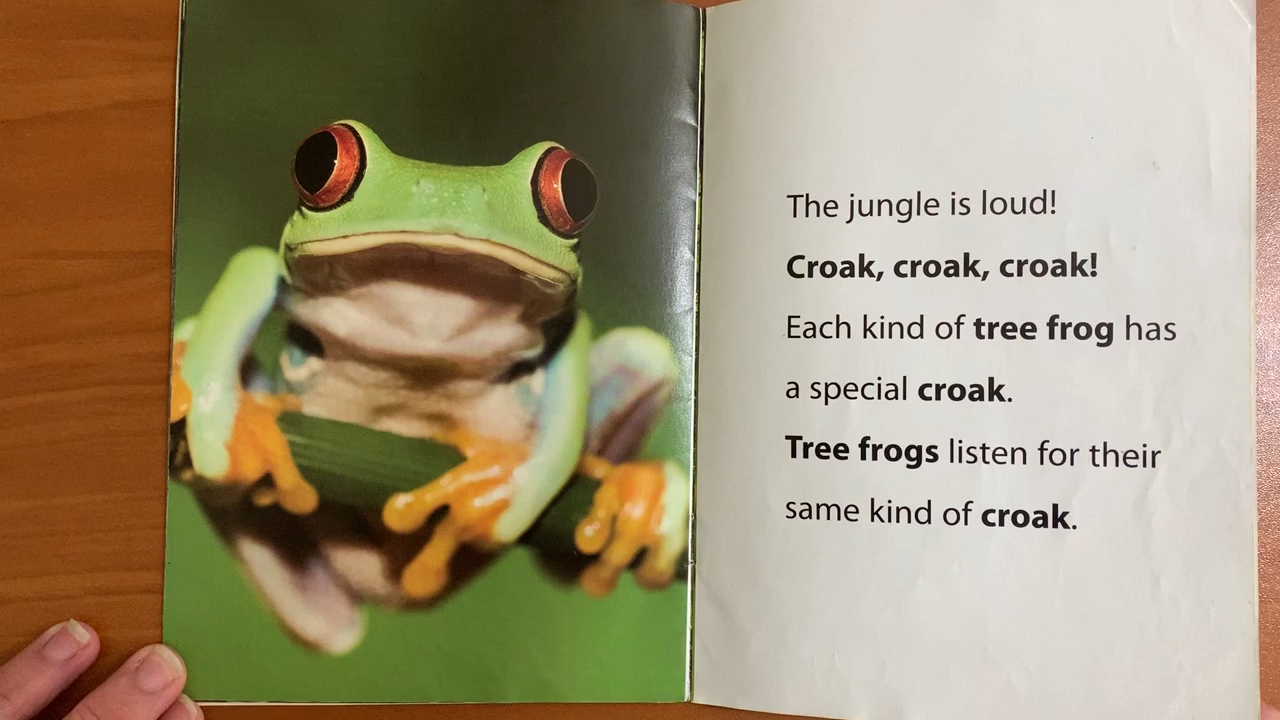 The jungle is loud!
Croak, croak, croak!
Each kind of tree frog has
a special croak.
Tree frogs listen for their
same kind of croak.